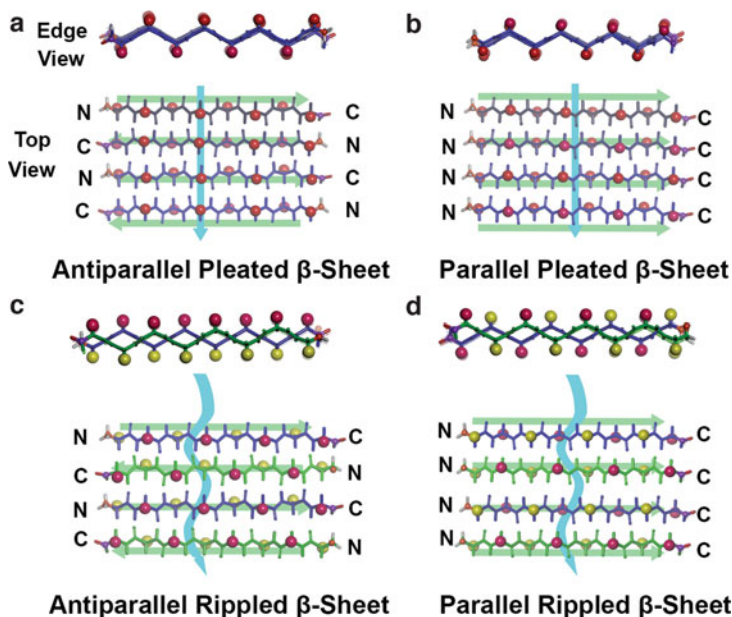 a
Edge
View
Top
View
N C
C N
N C
C N
Antiparallel Pleated β-Sheet
b
N C
N C
N C
N C
Parallel Pleated β-Sheet
c
N C
C N
N C
C N
Antiparallel Rippled β-Sheet
d
N C
N C
N C
N C
Parallel Rippled β-Sheet